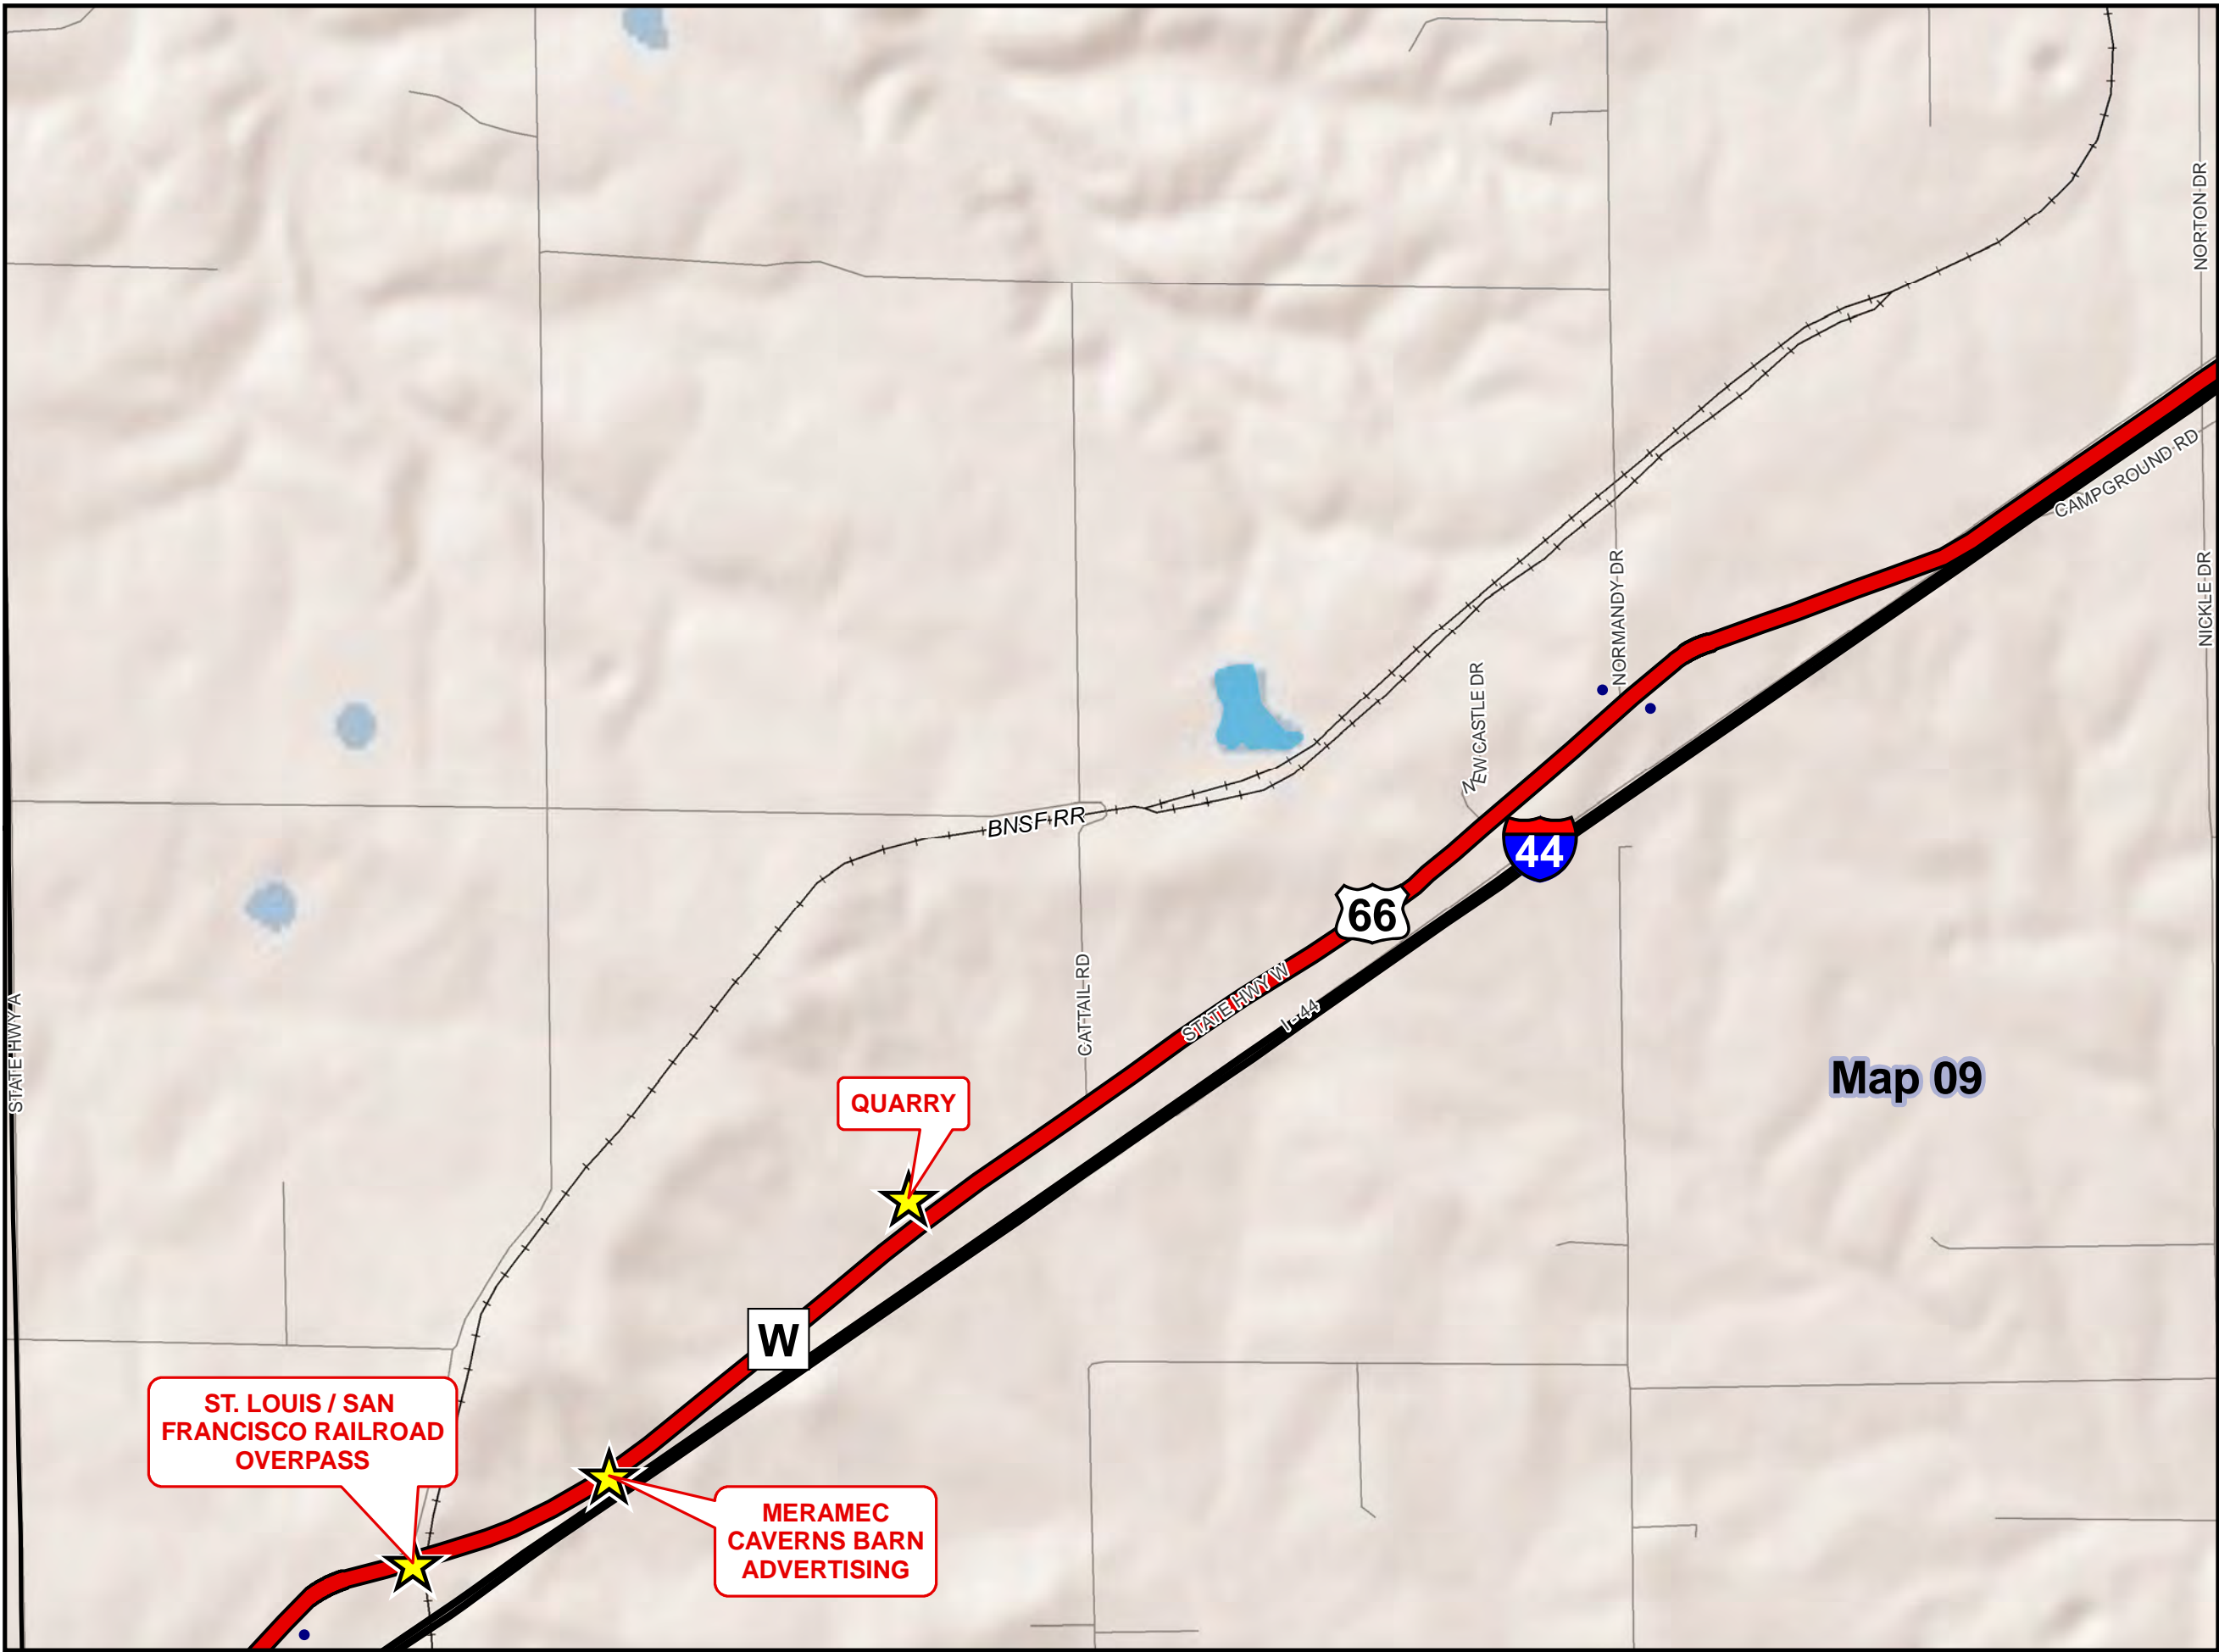 NORTON DR
CAMPGROUND RD
NICKLE DR
NORMANDY DR
NEWCASTLE DR
BNSF RR
44
66
STATE HWY W
I-44
CATTAIL RD
STATE HWY A
Map 09
QUARRY
W
ST. LOUIS / SAN
FRANCISCO RAILROAD
OVERPASS
MERAMEC
CAVERNS BARN
ADVERTISING